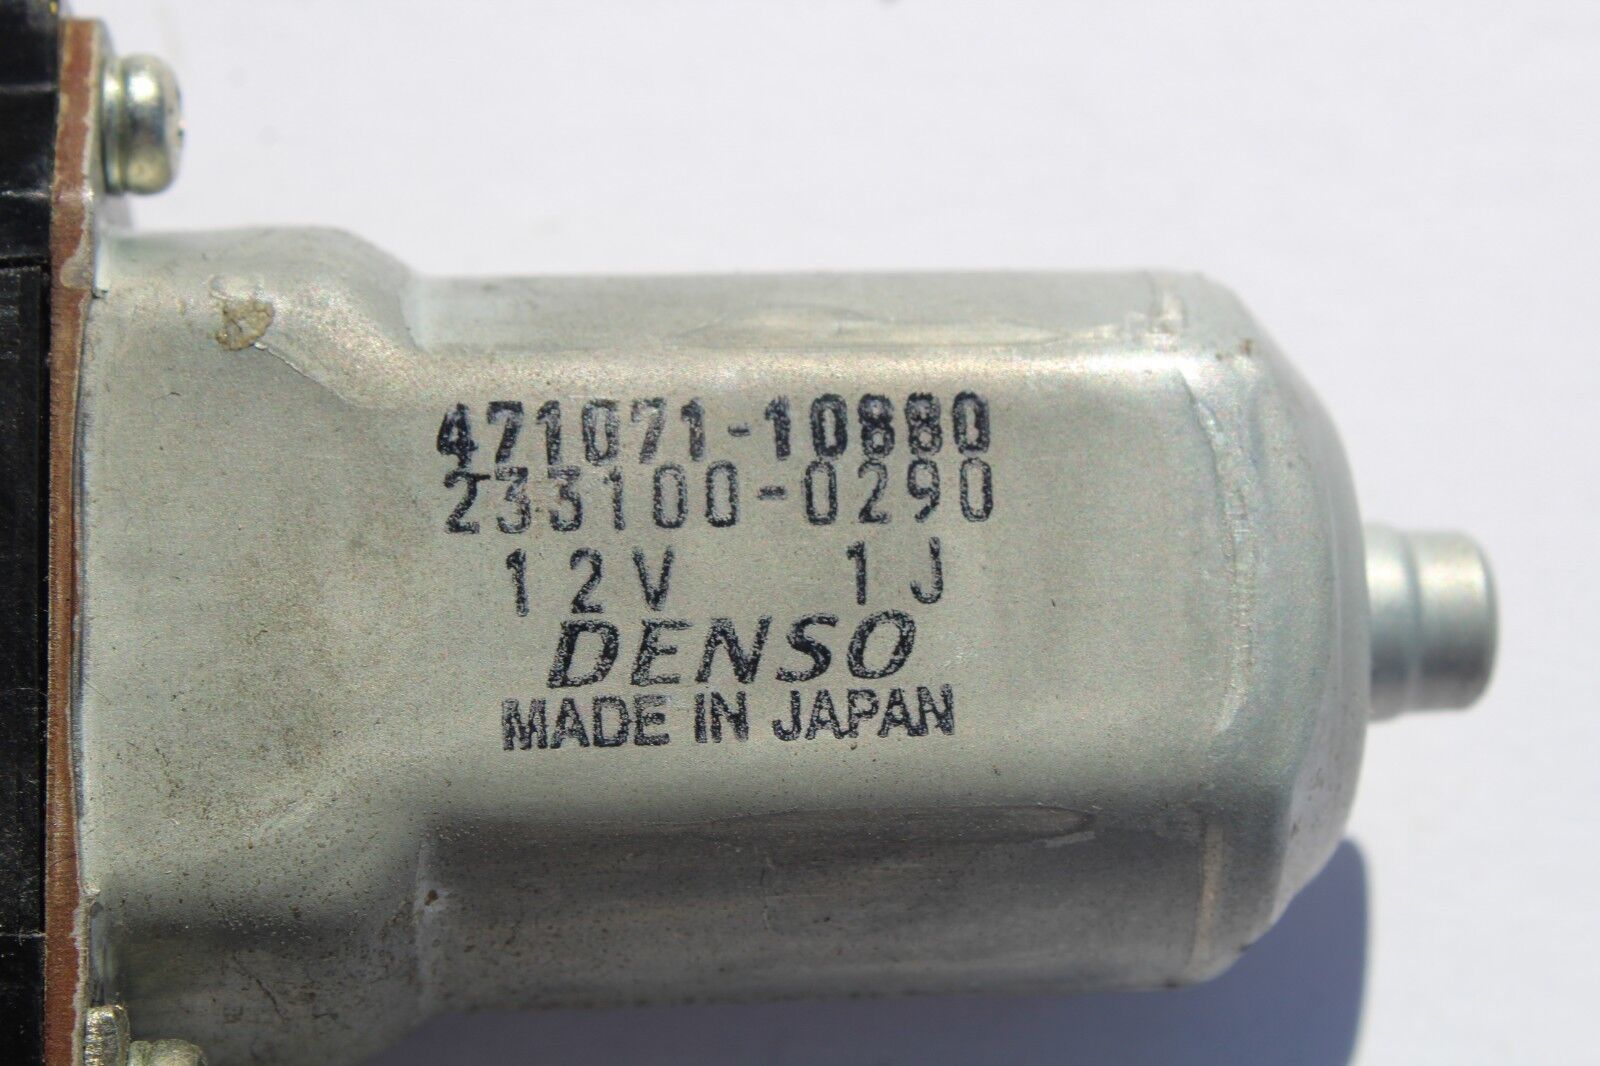 471071-10880
233100-0290
12V 1J
DENSO
MADE IN JAPAN